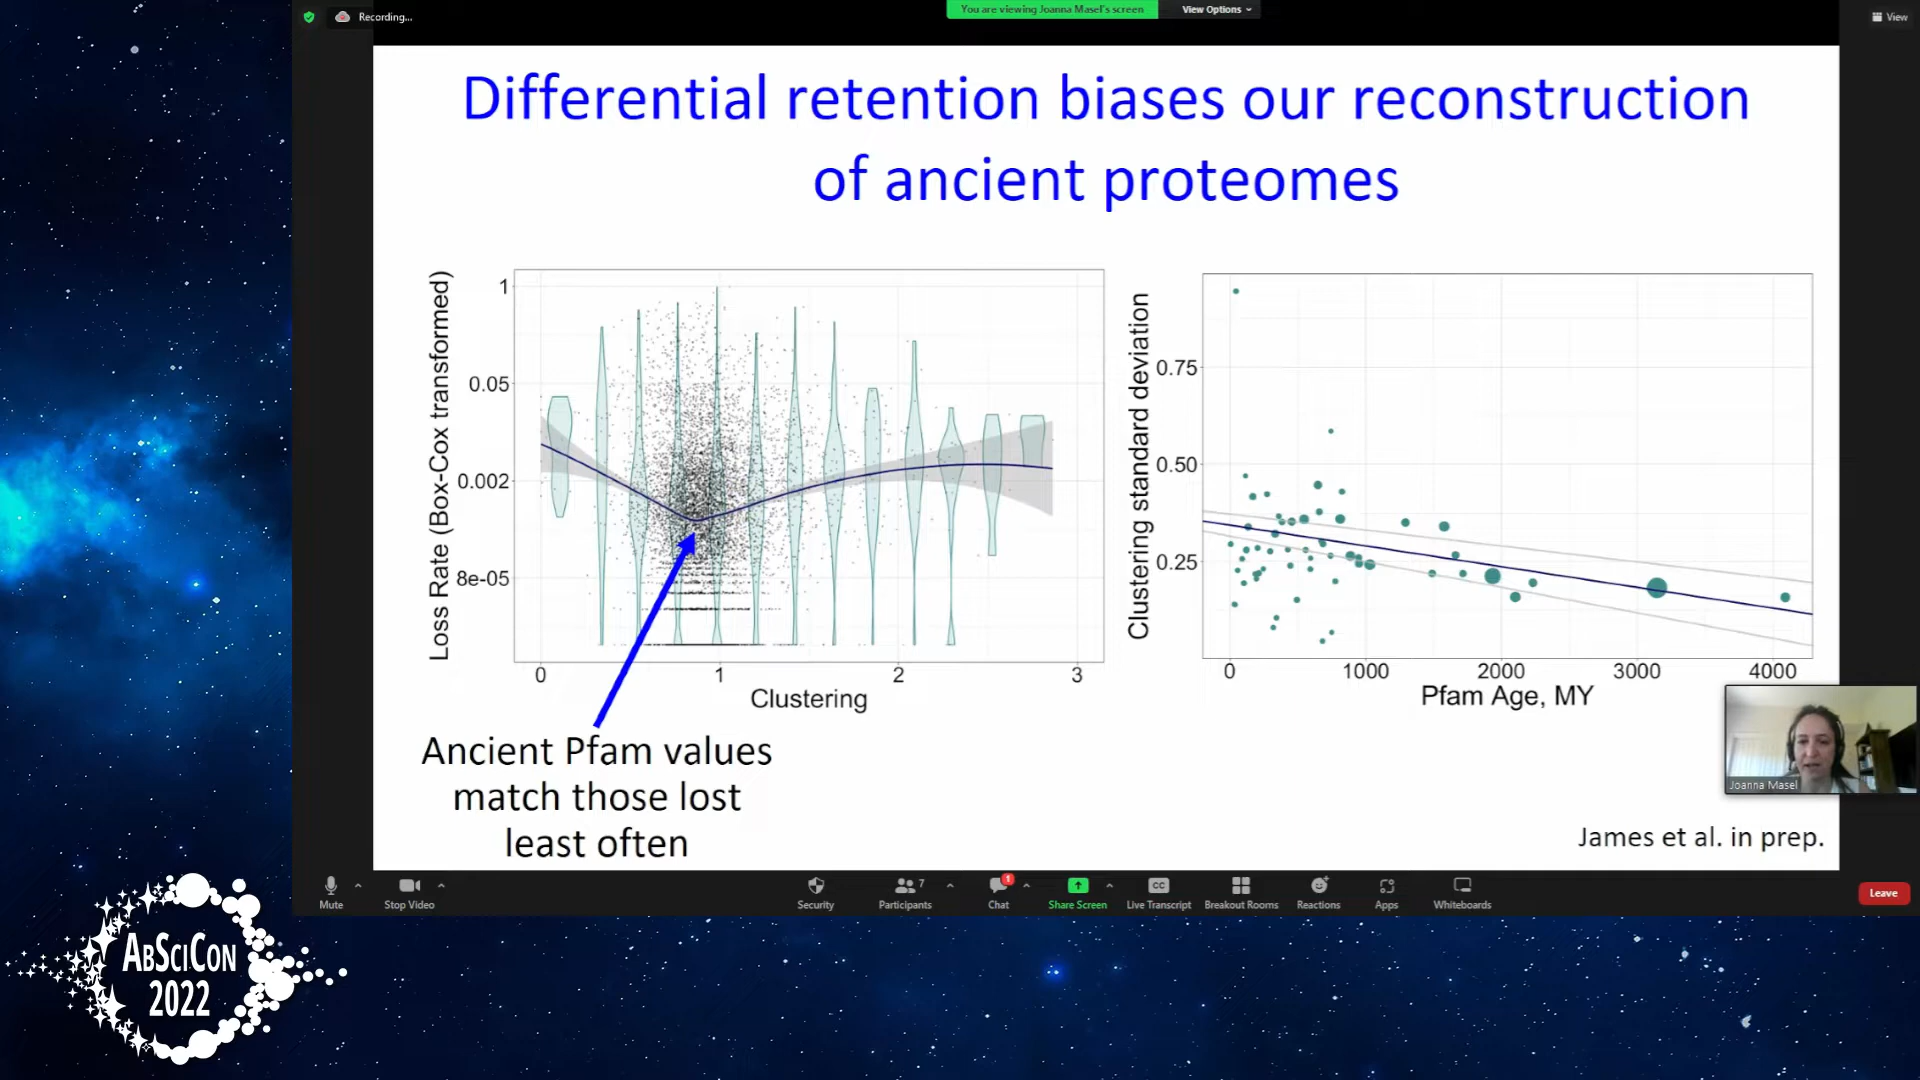 Recording...
You are viewing Joanna Masel's screen
View Options
View
Differential retention biases our reconstruction
of ancient proteomes
Loss Rate (Box-Cox transformed)
1
0.05
0.002
8e-05
0
1
2
3
Clustering
Ancient Pfam values
match those lost
least often
Clustering standard deviation
0.75
0.50
0.25
0
1000
2000
3000
4000
Pfam Age, MY
Joanna Masel
James et al. in prep.
Mute
Stop Video
Security
7
Participants
1
Chat
Share Screen
CC
Live Transcript
Breakout Rooms
Reactions
Apps
Whiteboards
Leave
ABSCICON
2022